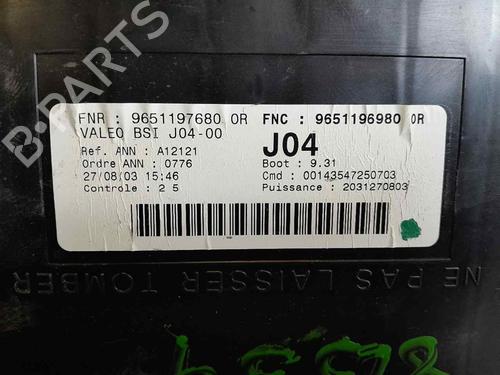 B-PARTS
FNR : 9651197680 0R FNC : 9651196980 0R
VALEO BSI J04-00 J04
Ref. ANN : A12121 Boot : 9.31
Ordre ANN : 0776 Cmd : 00143547250703
27/08/03 15:46 Puissance : 2031270803
Controle : 2 5
NE PAS LAISSER TOMBER